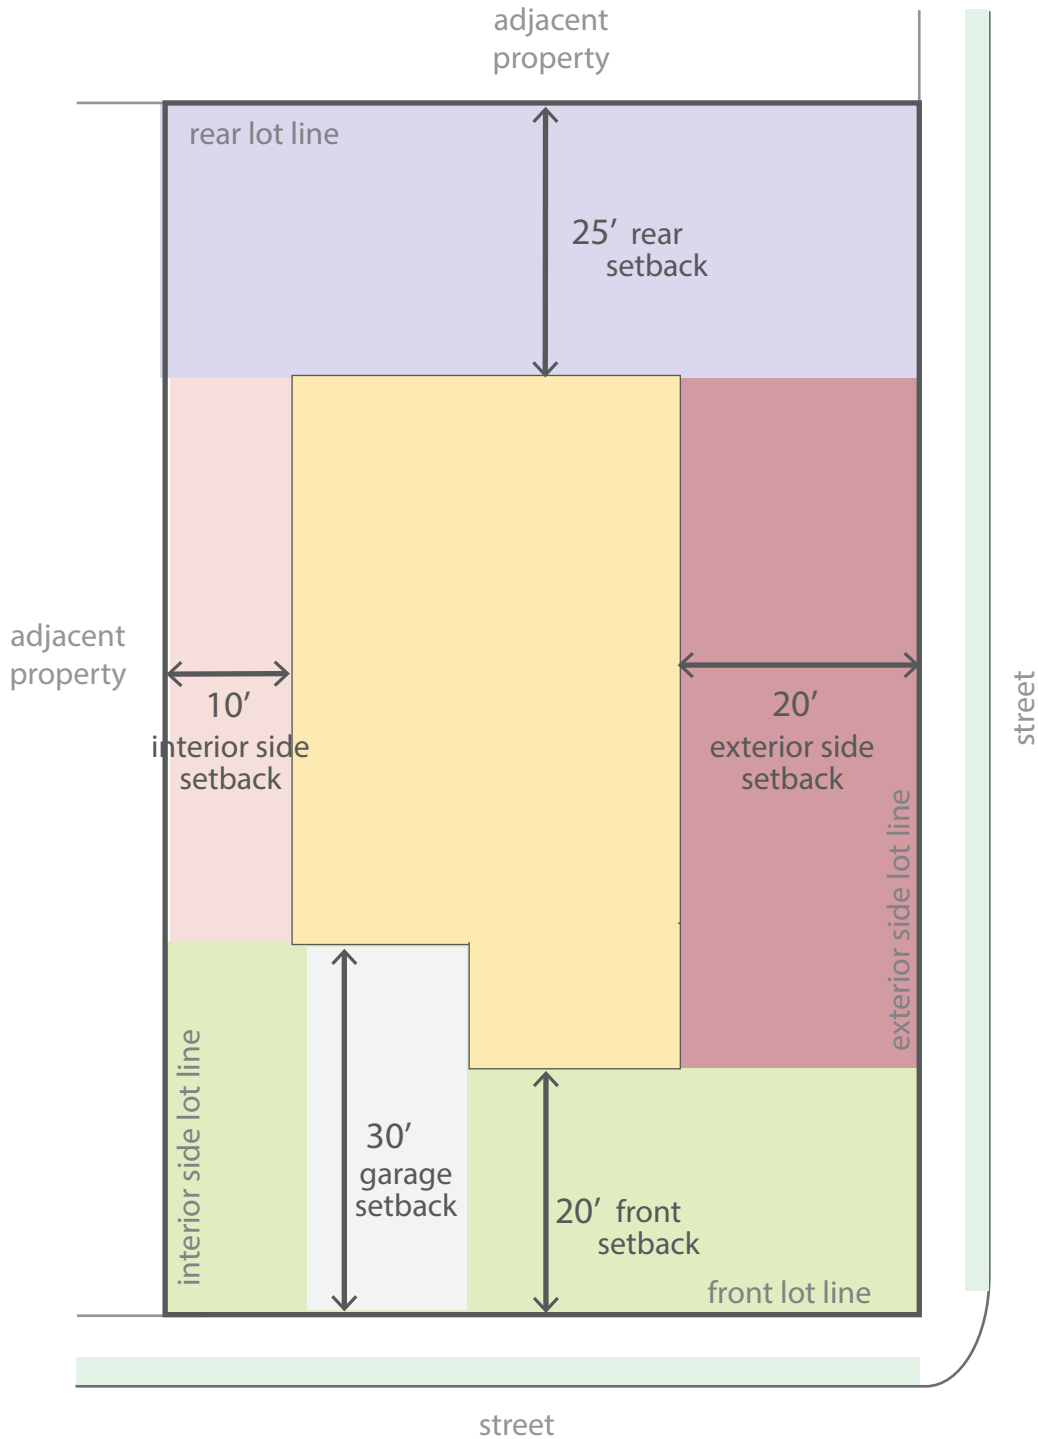 adjacent
property
rear lot line
25’ rear
setback
adjacent
property
10’
interior side
setback
20’
exterior side
setback
street
exterior side lot line
interior side lot line
30’
garage
setback
20’ front
setback
front lot line
street